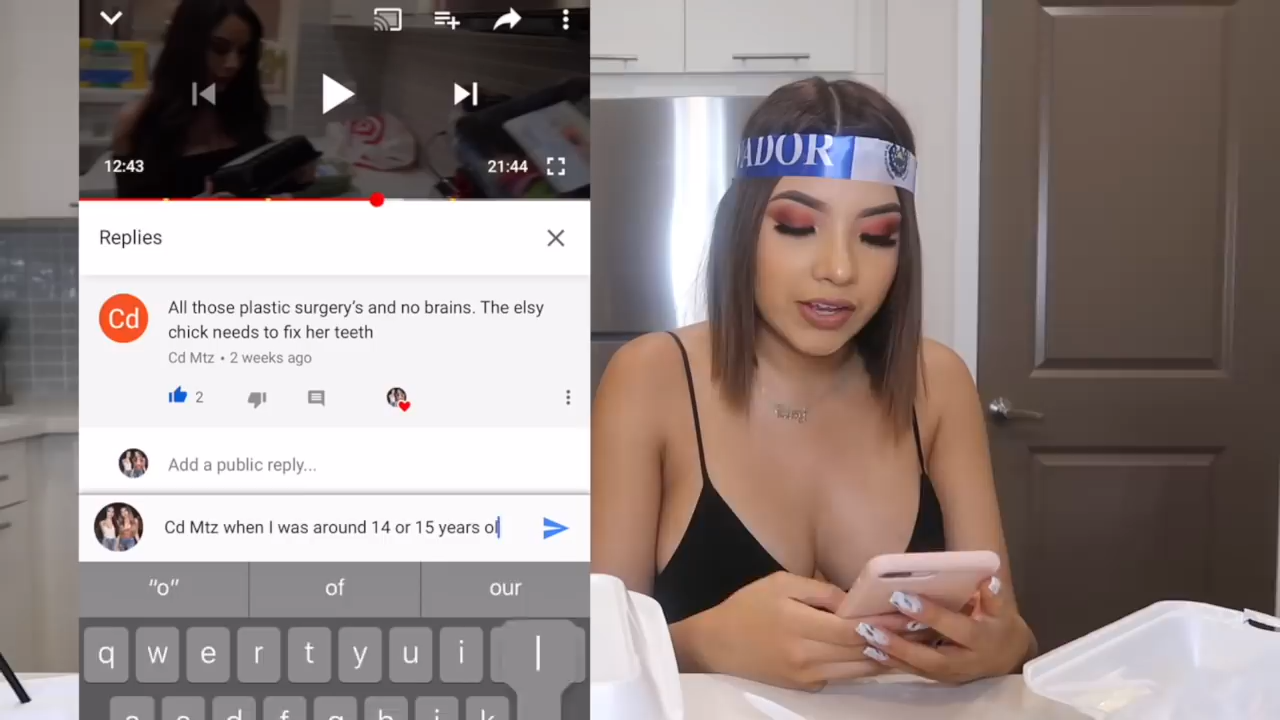 12:43
21:44
Replies
Cd
All those plastic surgery's and no brains. The elsy
chick needs to fix her teeth
Cd Mtz • 2 weeks ago
2
Add a public reply...
Cd Mtz when I was around 14 or 15 years ol
"o" of our
q w e r t y u i l
a s d f g h j k
ADOR